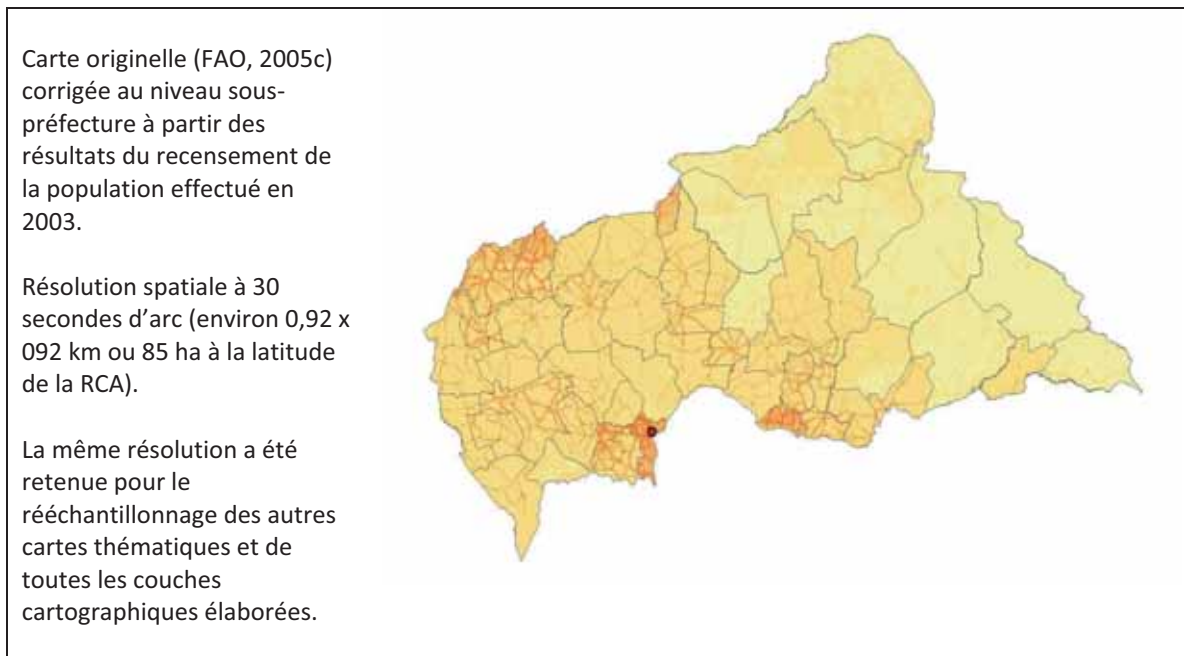 Carte originelle (FAO, 2005c)
corrigée au niveau sous-
préfecture à partir des
résultats du recensement de
la population effectué en
2003.
Résolution spatiale à 30
secondes d’arc (environ 0,92 x
092 km ou 85 ha à la latitude
de la RCA).
La même résolution a été
retenue pour le
rééchantillonnage des autres
cartes thématiques et de
toutes les couches
cartographiques élaborées.